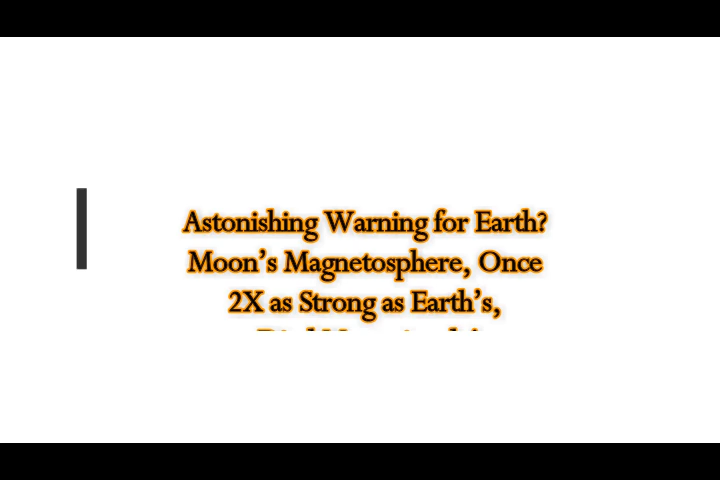 Astonishing Warning for Earth?
Moon’s Magnetosphere, Once
2X as Strong as Earth’s,